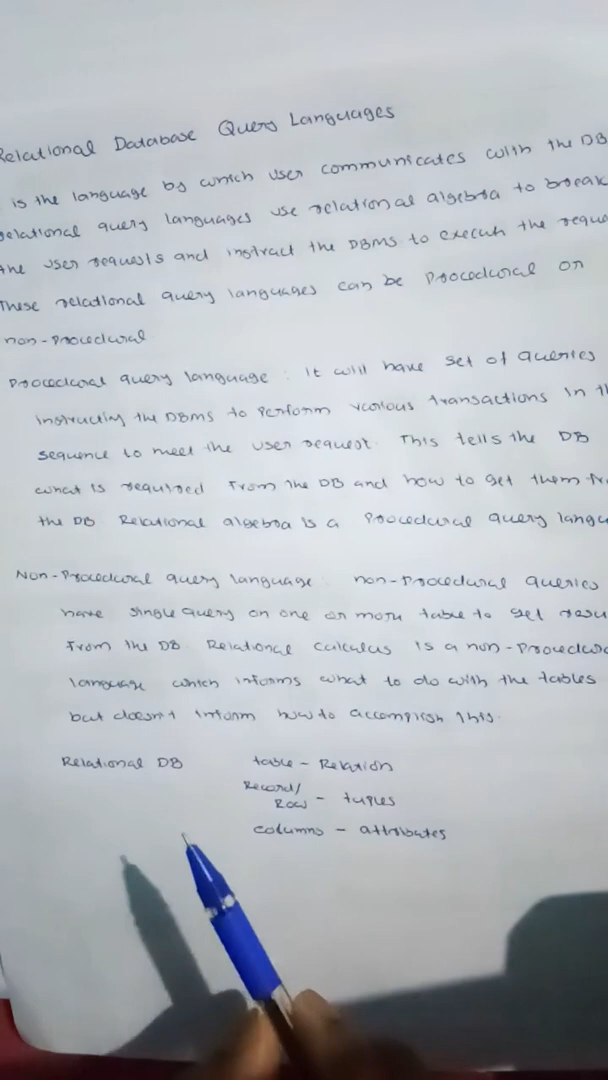 Relational Database Query Languages
is the language by which user communicates with the DB
relational query languages use relational algebra to break
the user requests and instruct the DBMS to execute the reque
These relational query languages can be procedural or
non-procedural
Procedural query language : It will have set of queries
instructing the DBMS to perform various transactions in th
sequence to meet the user request. This tells the DB
what is required from the DB and how to get them fr
the DB Relational algebra is a procedural query langu
Non-Procedural query language : non-procedural queries
have single query on one or more table to get resu
From the DB. Relational calculus is a non-procedur
language which informs what to do with the tables
but doesn't inform how to accomplish this.
Relational DB table - Relation
Record/
Row - tuples
columns - attributes